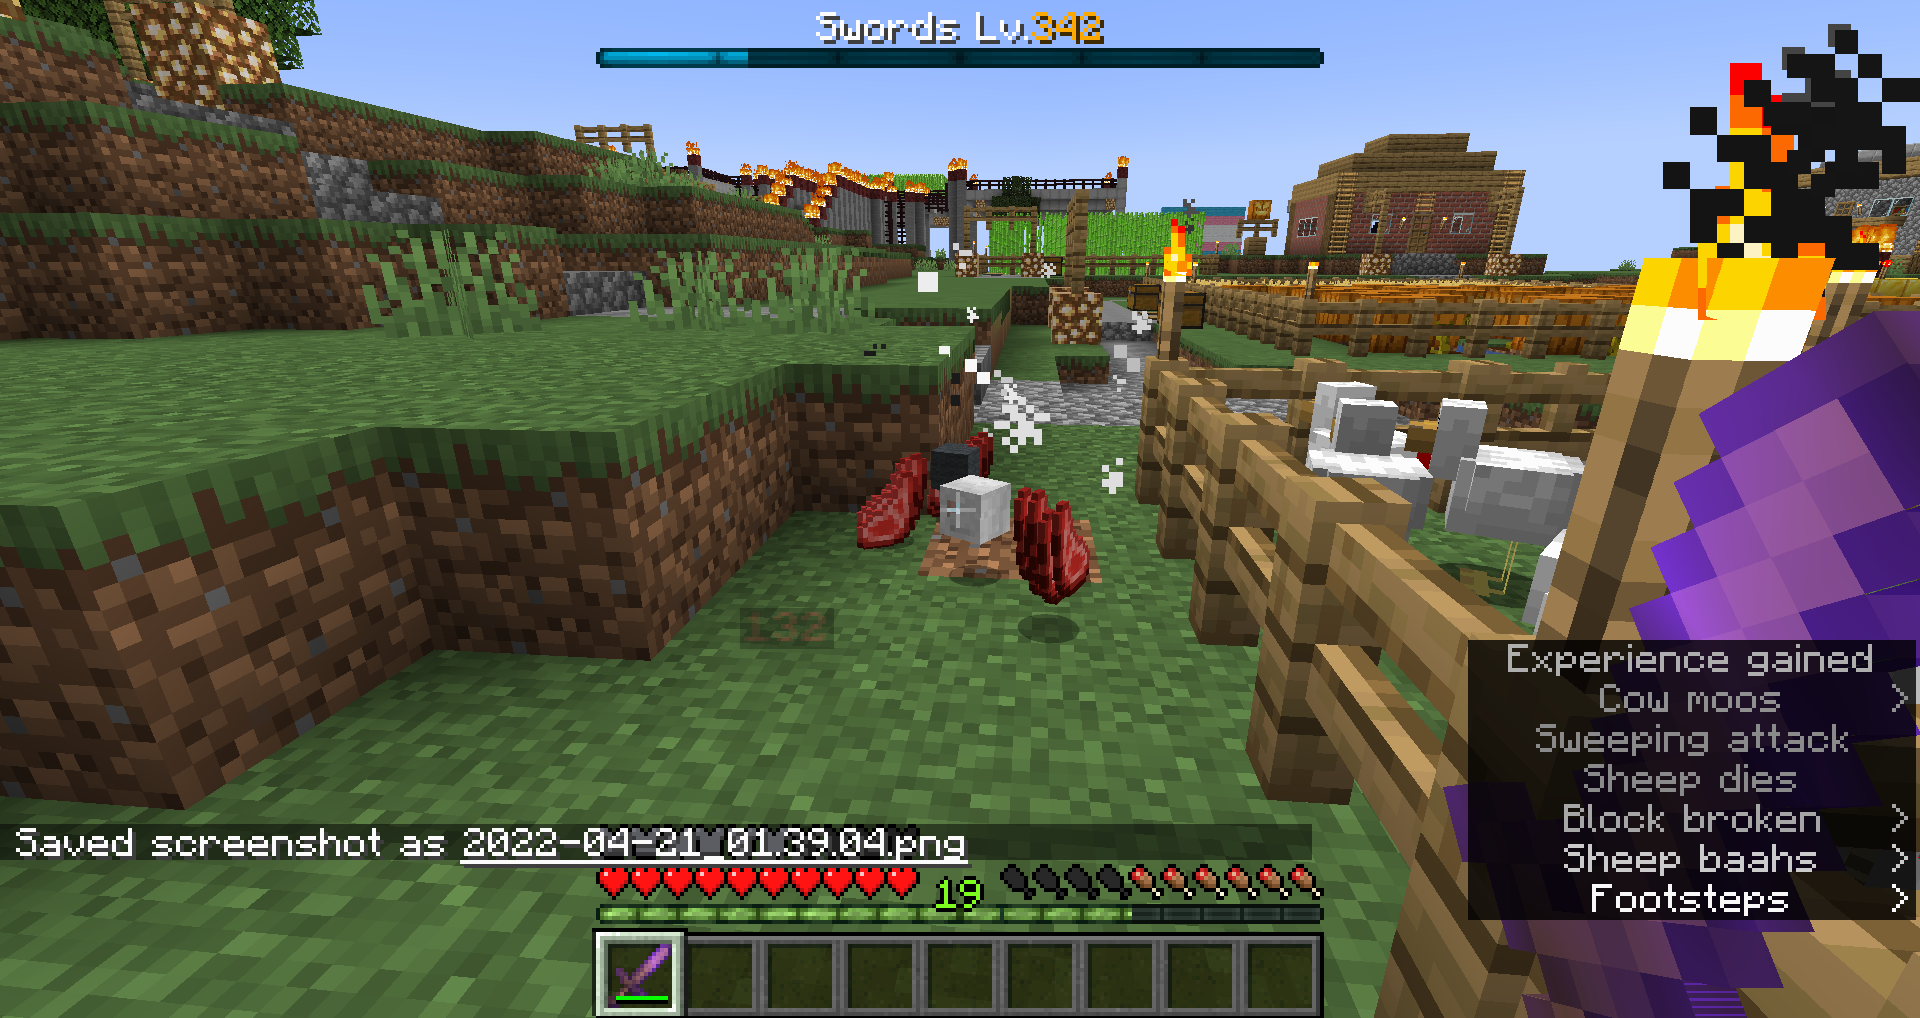 Swords Lv.342
132
Experience gained
Cow moos >
Sweeping attack
Sheep dies
Block broken >
Sheep baahs >
Footsteps >
Saved screenshot as 2022-04-21_01.39.04.png
19